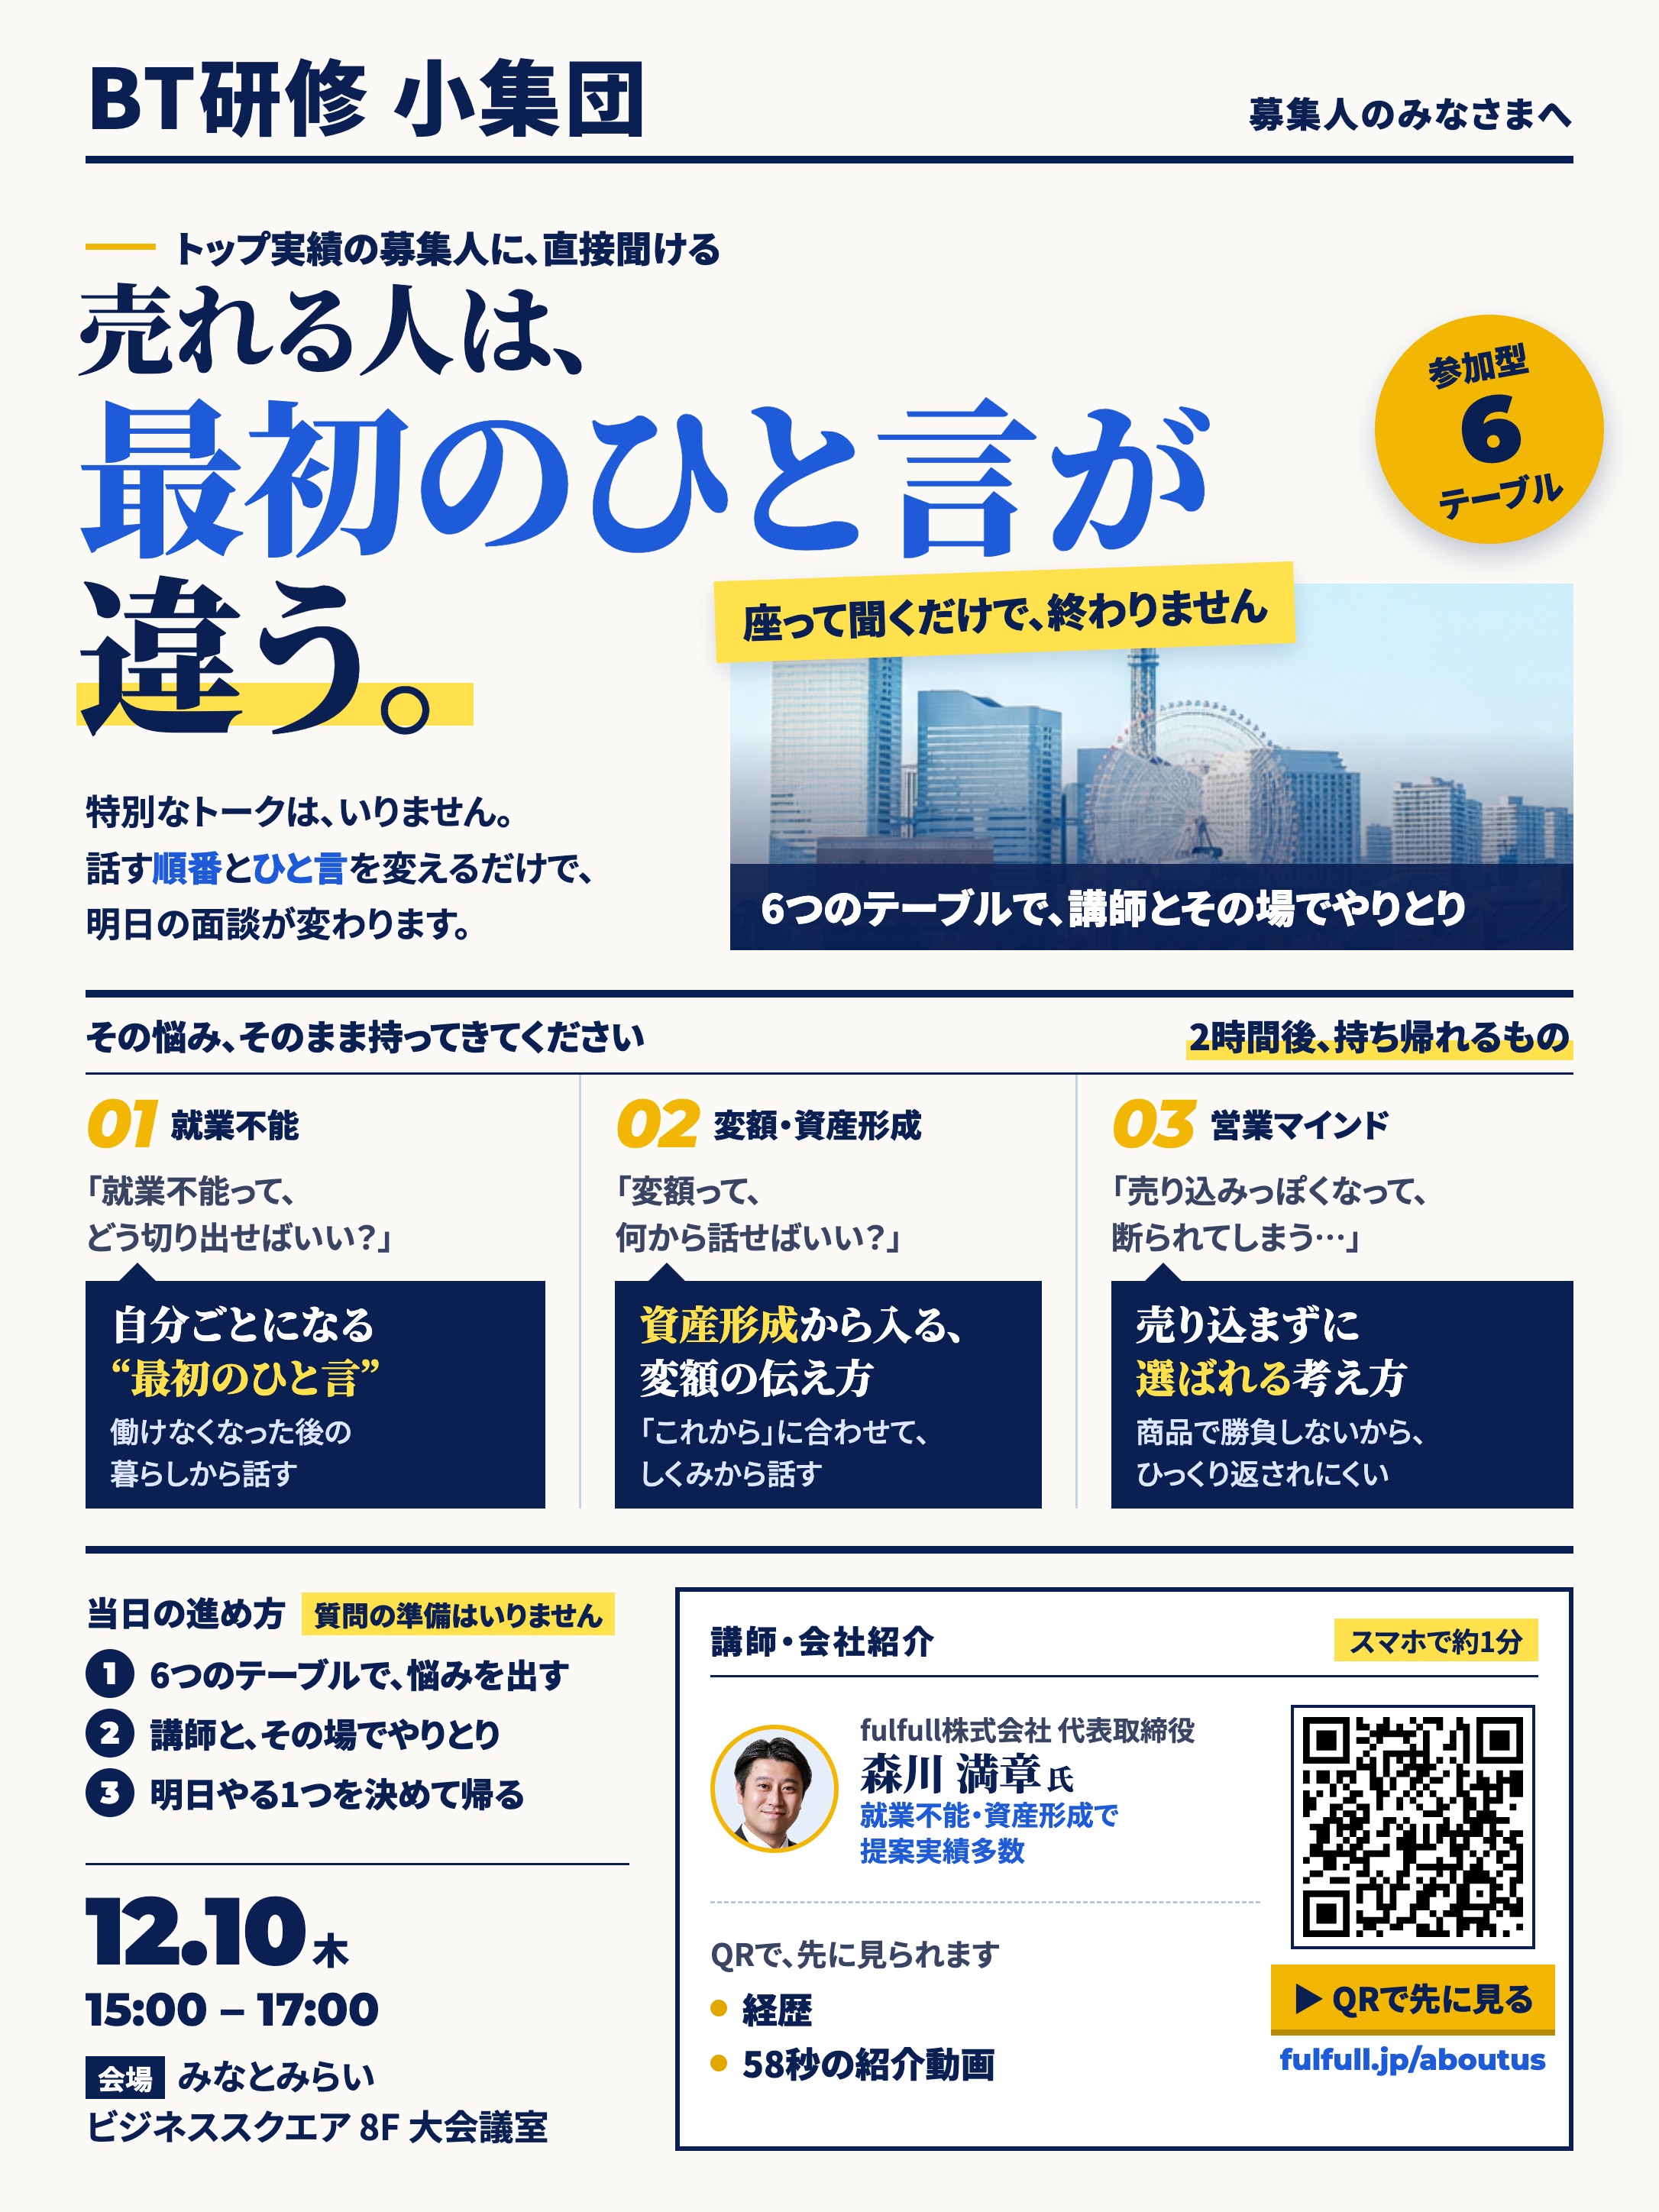 BT研修 小集団
募集人のみなさまへ
トップ実績の募集人に、直接聞ける
売れる人は、
最初のひと言が
違う。
参加型
6
テーブル
座って聞くだけで、終わりません
6つのテーブルで、講師とその場でやりとり
特別なトークは、いりません。
話す順番とひと言を変えるだけで、
明日の面談が変わります。
その悩み、そのまま持ってきてください
2時間後、持ち帰れるもの
01 就業不能
「就業不能って、
どう切り出せばいい？」
自分ごとになる
“最初のひと言”
働けなくなった後の
暮らしから話す
02 変額・資産形成
「変額って、
何から話せばいい？」
資産形成から入る、
変額の伝え方
「これから」に合わせて、
しくみから話す
03 営業マインド
「売り込みっぽくなって、
断られてしまう…」
売り込まずに
選ばれる考え方
商品で勝負しないから、
ひっくり返されにくい
当日の進め方 質問の準備はいりません
1 6つのテーブルで、悩みを出す
2 講師と、その場でやりとり
3 明日やる1つを決めて帰る
12.10 木
15:00 – 17:00
会場 みなとみらい
ビジネススクエア 8F 大会議室
講師・会社紹介
スマホで約1分
fulfull株式会社 代表取締役
森川 満章 氏
就業不能・資産形成で
提案実績多数
QRで、先に見られます
経歴
58秒の紹介動画
▶ QRで先に見る
fulfull.jp/aboutus